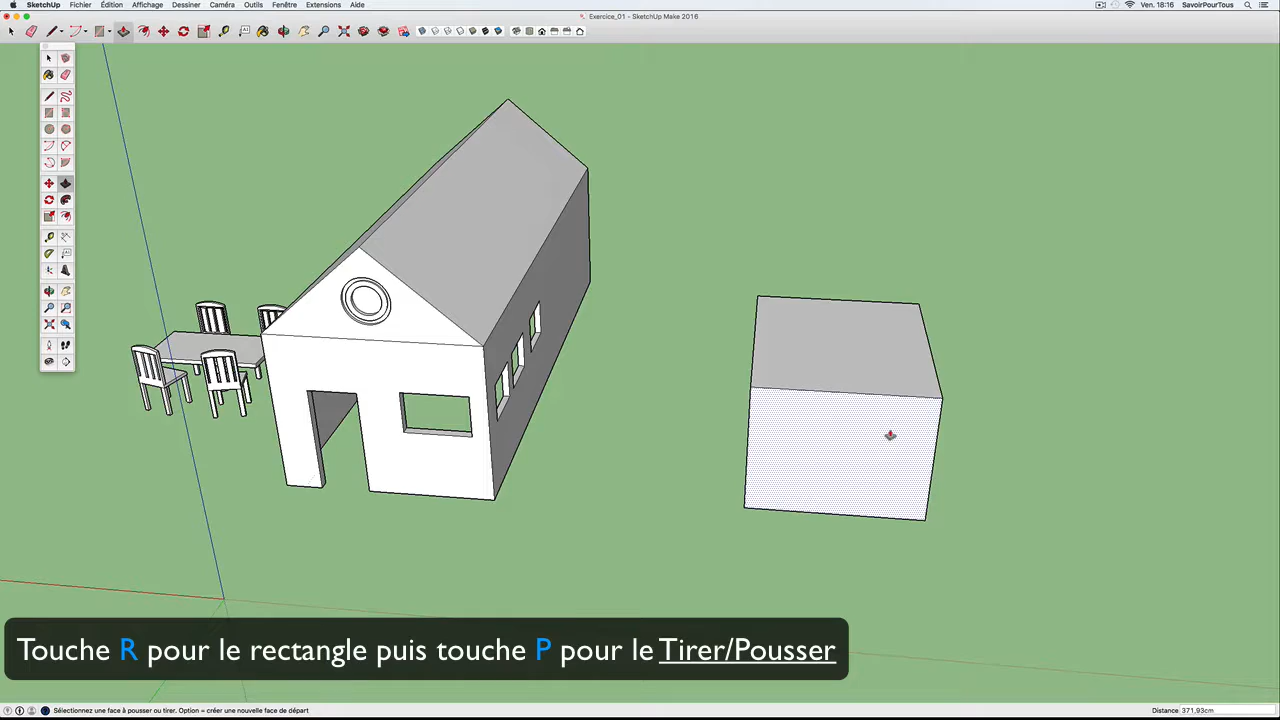 SketchUp Fichier Édition Affichage Dessiner Caméra Outils Fenêtre Extensions Aide Ven. 18:16 SavoirPourTous
Exercice_01 - SketchUp Make 2016
Touche R pour le rectangle puis touche P pour le Tirer/Pousser
Sélectionnez une face à pousser ou tirer. Option = créer une nouvelle face de départ Distance 371,93cm